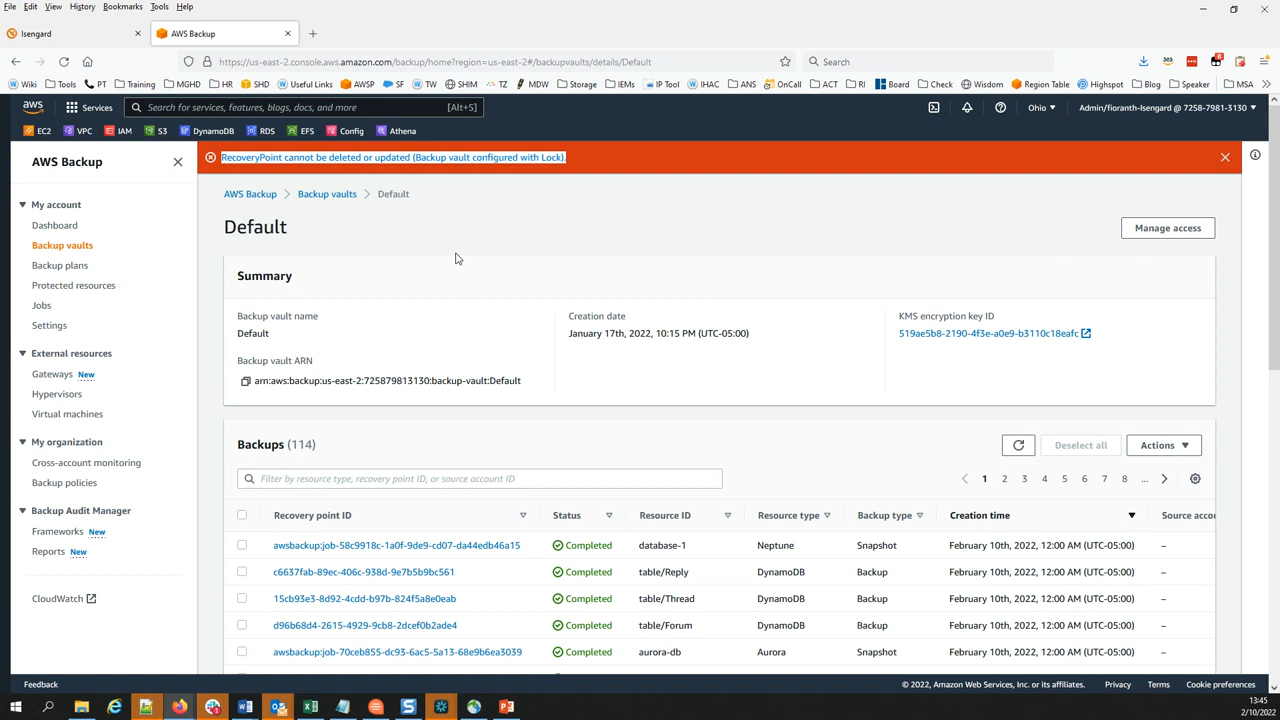 File Edit View History Bookmarks Tools Help
Isengard
AWS Backup
https://us-east-2.console.aws.amazon.com/backup/home?region=us-east-2#/backupvaults/details/Default
Search
Wiki Tools PT Training MGHD HR SHD Useful Links AWSP SF TW SHIM TZ MDW Storage IEMs IP Tool IHAC ANS OnCall ACT RI Board Check Wisdom Region Table Highspot Blog Speaker MSA
aws Services Search for services, features, blogs, docs, and more [Alt+S] Ohio Admin/fioranth-Isengard @ 7258-7981-3130
EC2 VPC IAM S3 DynamoDB RDS EFS Config Athena
AWS Backup
My account
Dashboard
Backup vaults
Backup plans
Protected resources
Jobs
Settings
External resources
Gateways New
Hypervisors
Virtual machines
My organization
Cross-account monitoring
Backup policies
Backup Audit Manager
Frameworks New
Reports New
CloudWatch
RecoveryPoint cannot be deleted or updated (Backup vault configured with Lock).
AWS Backup Backup vaults Default
Default
Manage access
Summary
Backup vault name
Default
Backup vault ARN
arn:aws:backup:us-east-2:725879813130:backup-vault:Default
Creation date
January 17th, 2022, 10:15 PM (UTC-05:00)
KMS encryption key ID
519ae5b8-2190-4f3e-a0e9-b3110c18eafc
Backups (114)
Deselect all
Actions
Filter by resource type, recovery point ID, or source account ID
1 2 3 4 5 6 7 8 ...
Recovery point ID Status Resource ID Resource type Backup type Creation time Source accou
awsbackup:job-58c9918c-1a0f-9de9-cd07-da44edb46a15 Completed database-1 Neptune Snapshot February 10th, 2022, 12:00 AM (UTC-05:00) –
c6637fab-89ec-406c-938d-9e7b5b9bc561 Completed table/Reply DynamoDB Backup February 10th, 2022, 12:00 AM (UTC-05:00) –
15cb93e3-8d92-4cdd-b97b-824f5a8e0eab Completed table/Thread DynamoDB Backup February 10th, 2022, 12:00 AM (UTC-05:00) –
d96b68d4-2615-4929-9cb8-2dcef0b2ade4 Completed table/Forum DynamoDB Backup February 10th, 2022, 12:00 AM (UTC-05:00) –
awsbackup:job-70ceb855-dc93-6ac5-5a13-68e9b6ea3039 Completed aurora-db Aurora Snapshot February 10th, 2022, 12:00 AM (UTC-05:00) –
Feedback
© 2022, Amazon Web Services, Inc. or its affiliates. Privacy Terms Cookie preferences
13:45
2/10/2022